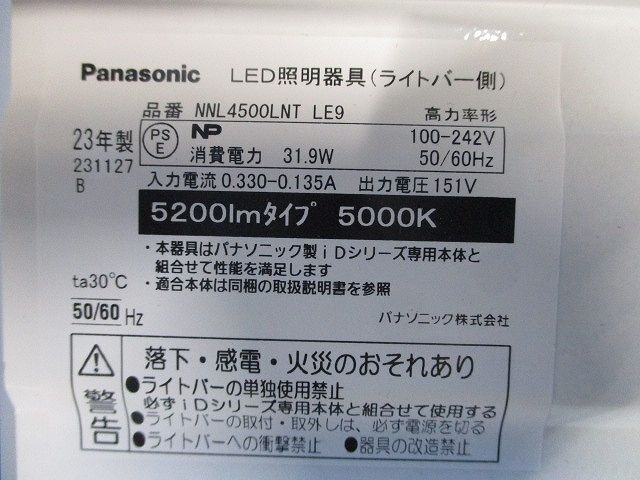 Panasonic LED照明器具(ライトバー側)
品番 NNL4500LNT LE9 高力率形
23年製 PSE NP 100-242V
231127 消費電力 31.9W 50/60Hz
B 入力電流0.330-0.135A 出力電圧151V
5200lmタイプ 5000K
・本器具はパナソニック製iDシリーズ専用本体と
組合せて性能を満足します
ta30℃ ・適合本体は同梱の取扱説明書を参照
50/60 Hz パナソニック株式会社
警告 落下・感電・火災のおそれあり
●ライトバーの単独使用禁止
必ずiDシリーズ専用本体と組合せて使用する
●ライトバーの取付・取外しは、必ず電源を切る
●ライトバーへの衝撃禁止 ●器具の改造禁止